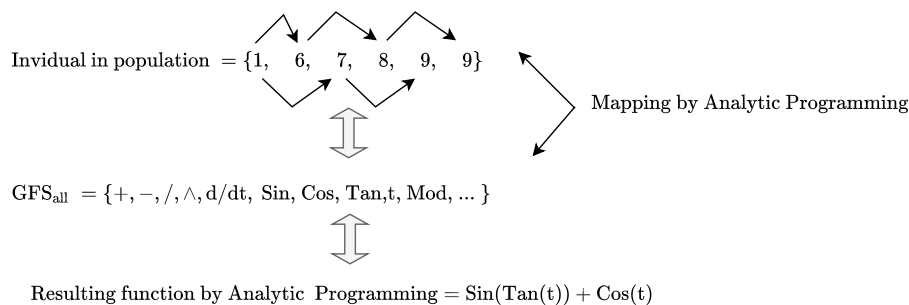 Invidual in population = {1, 6, 7, 8, 9, 9}
Mapping by Analytic Programming
GFSall = {+, −, /, ∧, d/dt, Sin, Cos, Tan,t, Mod, ... }
Resulting function by Analytic Programming = Sin(Tan(t)) + Cos(t)